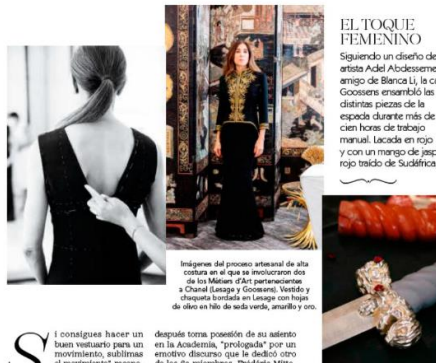 EL TOQUE
FEMENINO
Siguiendo un diseño de
artista Adel Abdesseme
amigo de Blanca Li, la c
Goossens ensambló las
distintas piezas de la
espada durante más de
cien horas de trabajo
manual. Lacada en rojo
y con un mango de jasp
rojo traído de Sudáfrica
Imágenes del proceso artesanal de alta
costura en el que se involucraron dos
de los Métiers d'Art pertenecientes
a Chanel (Lesage y Goossens). Vestido y
chaqueta bordada en Lesage con hojas
de olivo en hilo de seda verde, amarillo y oro.
Si consigues hacer un
buen vestuario para un
movimiento, sublimas
después toma posesión de su asiento
en la Academia, "prologada" por un
emotivo discurso que le dedicó otro